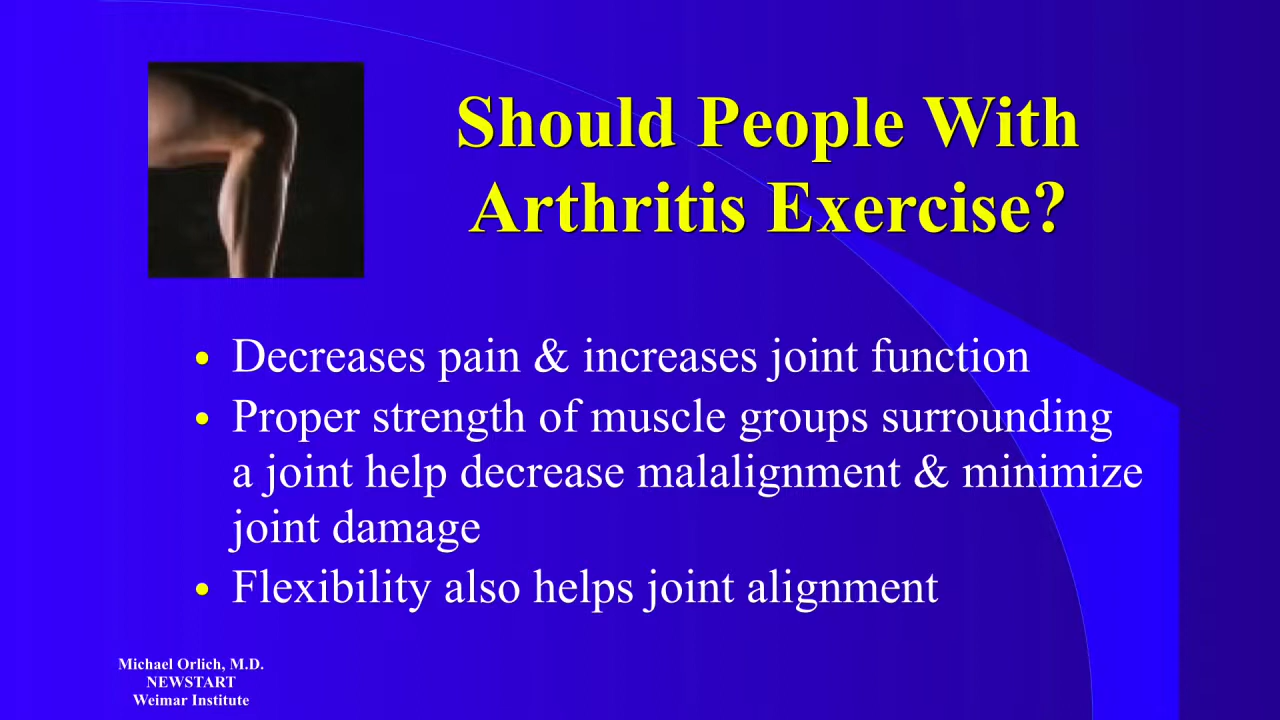 Should People With
Arthritis Exercise?
• Decreases pain & increases joint function
• Proper strength of muscle groups surrounding
a joint help decrease malalignment & minimize
joint damage
• Flexibility also helps joint alignment
Michael Orlich, M.D.
NEWSTART
Weimar Institute